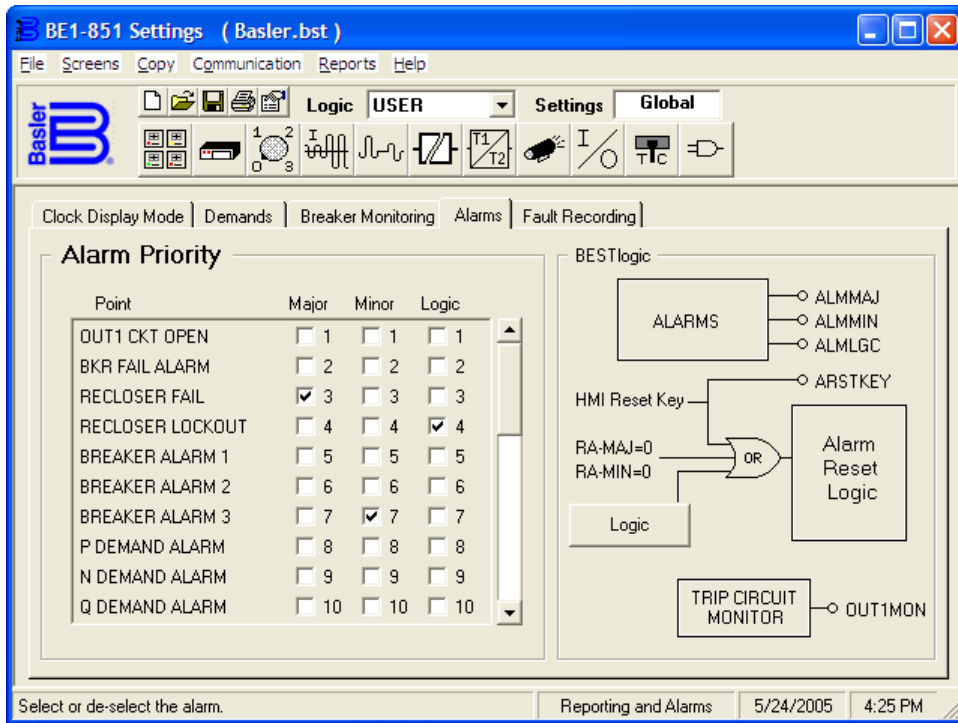 BE1-851 Settings ( Basler.bst )
File Screens Copy Communication Reports Help
Basler
Logic USER Settings Global
1 2 0 3 I T1 T2 I O T C
Clock Display Mode Demands Breaker Monitoring Alarms Fault Recording
Alarm Priority
Point Major Minor Logic
OUT1 CKT OPEN 1 1 1
BKR FAIL ALARM 2 2 2
RECLOSER FAIL 3 3 3
RECLOSER LOCKOUT 4 4 4
BREAKER ALARM 1 5 5 5
BREAKER ALARM 2 6 6 6
BREAKER ALARM 3 7 7 7
P DEMAND ALARM 8 8 8
N DEMAND ALARM 9 9 9
Q DEMAND ALARM 10 10 10
BESTlogic
ALARMS
ALMMAJ
ALMMIN
ALMLGC
ARSTKEY
HMI Reset Key
RA-MAJ=0
RA-MIN=0
OR
Alarm
Reset
Logic
Logic
TRIP CIRCUIT
MONITOR
OUT1MON
Select or de-select the alarm. Reporting and Alarms 5/24/2005 4:25 PM